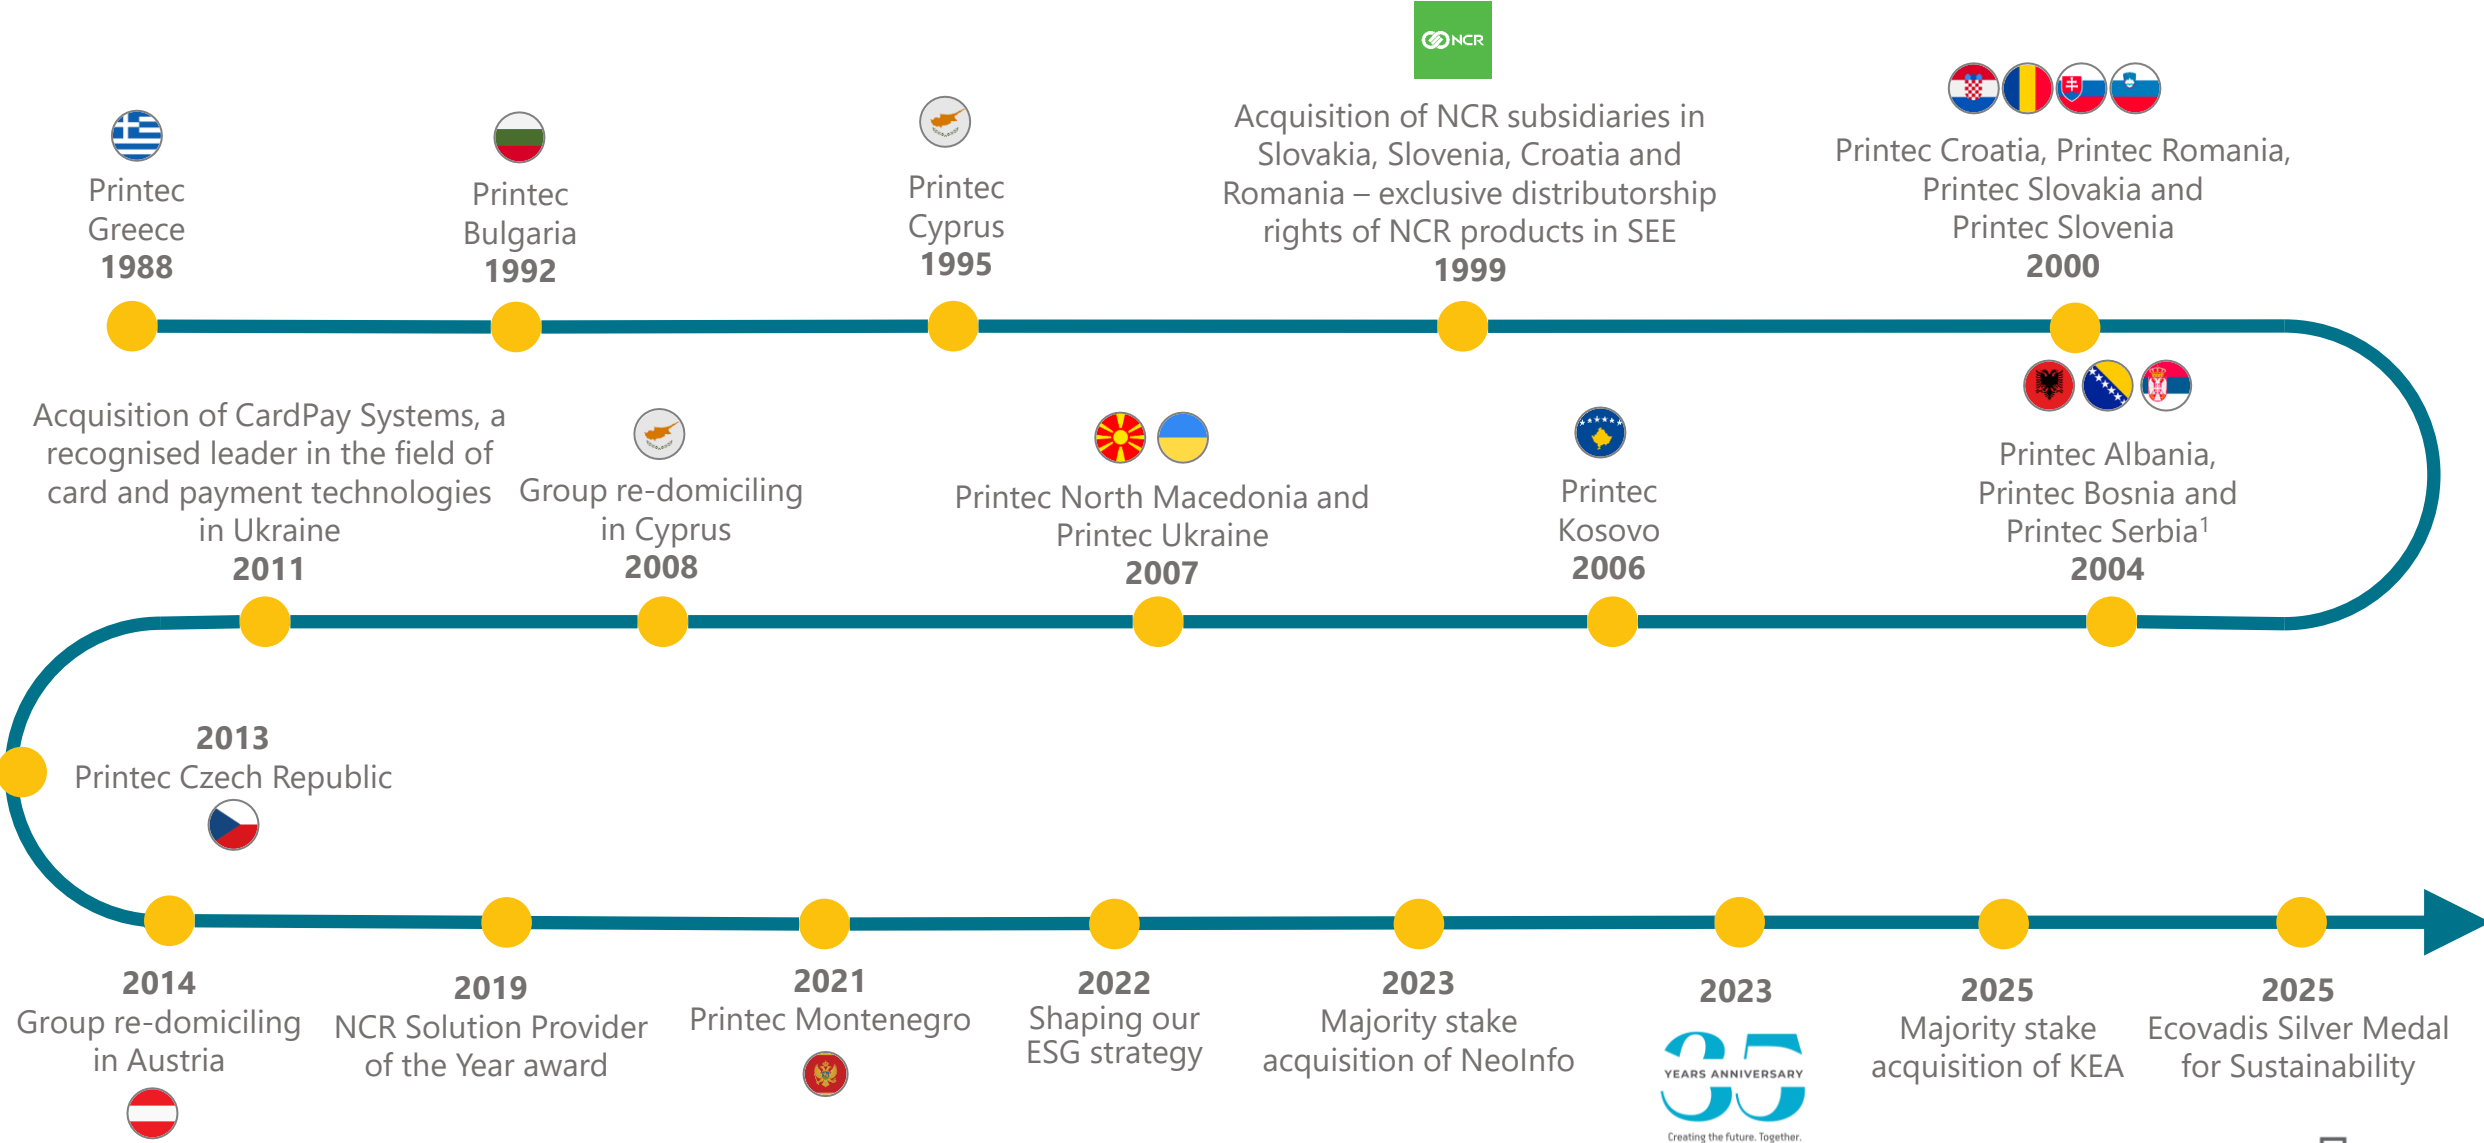 NCR
Printec
Greece
1988
Printec
Bulgaria
1992
Printec
Cyprus
1995
Acquisition of NCR subsidiaries in
Slovakia, Slovenia, Croatia and
Romania – exclusive distributorship
rights of NCR products in SEE
1999
Printec Croatia, Printec Romania,
Printec Slovakia and
Printec Slovenia
2000
Printec Albania,
Printec Bosnia and
Printec Serbia¹
2004
Printec
Kosovo
2006
Printec North Macedonia and
Printec Ukraine
2007
Group re-domiciling
in Cyprus
2008
Acquisition of CardPay Systems, a
recognised leader in the field of
card and payment technologies
in Ukraine
2011
2013
Printec Czech Republic
2014
Group re-domiciling
in Austria
2019
NCR Solution Provider
of the Year award
2021
Printec Montenegro
2022
Shaping our
ESG strategy
2023
Majority stake
acquisition of NeoInfo
2023
35
YEARS ANNIVERSARY
Creating the future. Together.
2025
Majority stake
acquisition of KEA
2025
Ecovadis Silver Medal
for Sustainability